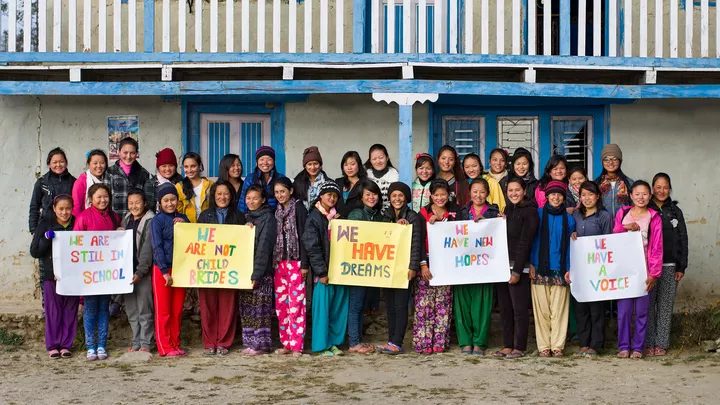 WE ARE
STILL IN
SCHOOL
WE
ARE NOT
CHILD
BRIDES
WE
HAVE
DREAMS
WE
HAVE NEW
HOPES
WE
HAVE
A
VOICE